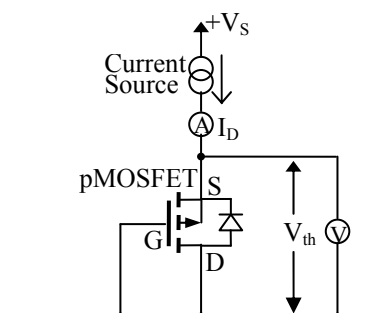 +VS
Current
Source
A ID
pMOSFET S
G
Vth V
D